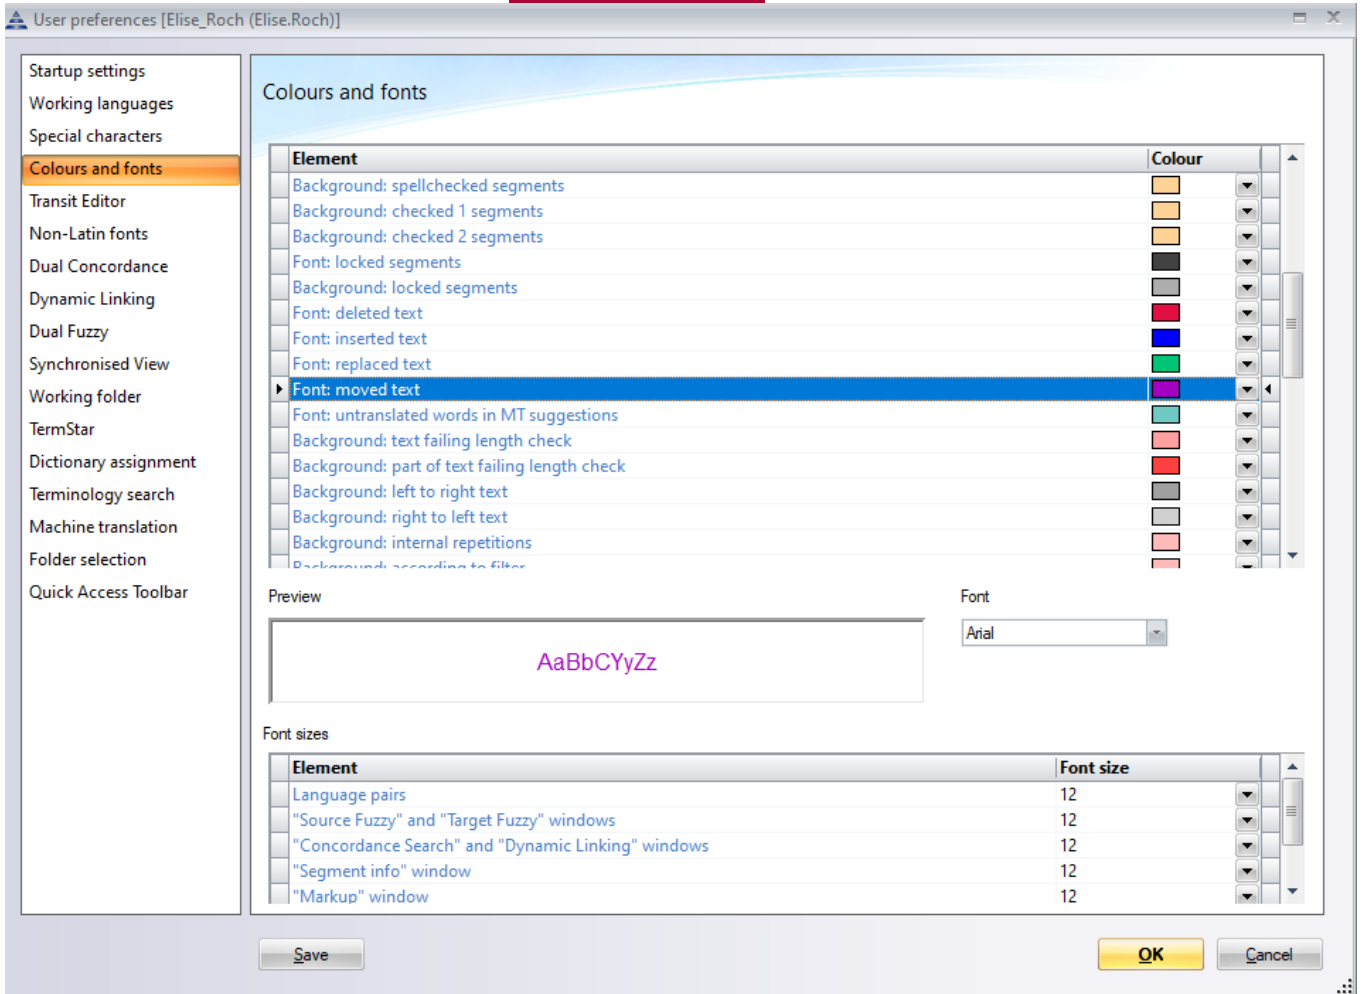 User preferences [Elise_Roch (Elise.Roch)]
Startup settings
Working languages
Special characters
Colours and fonts
Transit Editor
Non-Latin fonts
Dual Concordance
Dynamic Linking
Dual Fuzzy
Synchronised View
Working folder
TermStar
Dictionary assignment
Terminology search
Machine translation
Folder selection
Quick Access Toolbar
Colours and fonts
Element Colour
Background: spellchecked segments
Background: checked 1 segments
Background: checked 2 segments
Font: locked segments
Background: locked segments
Font: deleted text
Font: inserted text
Font: replaced text
Font: moved text
Font: untranslated words in MT suggestions
Background: text failing length check
Background: part of text failing length check
Background: left to right text
Background: right to left text
Background: internal repetitions
Background: according to filter
Preview
AaBbCYyZz
Font
Arial
Font sizes
Element Font size
Language pairs 12
"Source Fuzzy" and "Target Fuzzy" windows 12
"Concordance Search" and "Dynamic Linking" windows 12
"Segment info" window 12
"Markup" window 12
Save OK Cancel